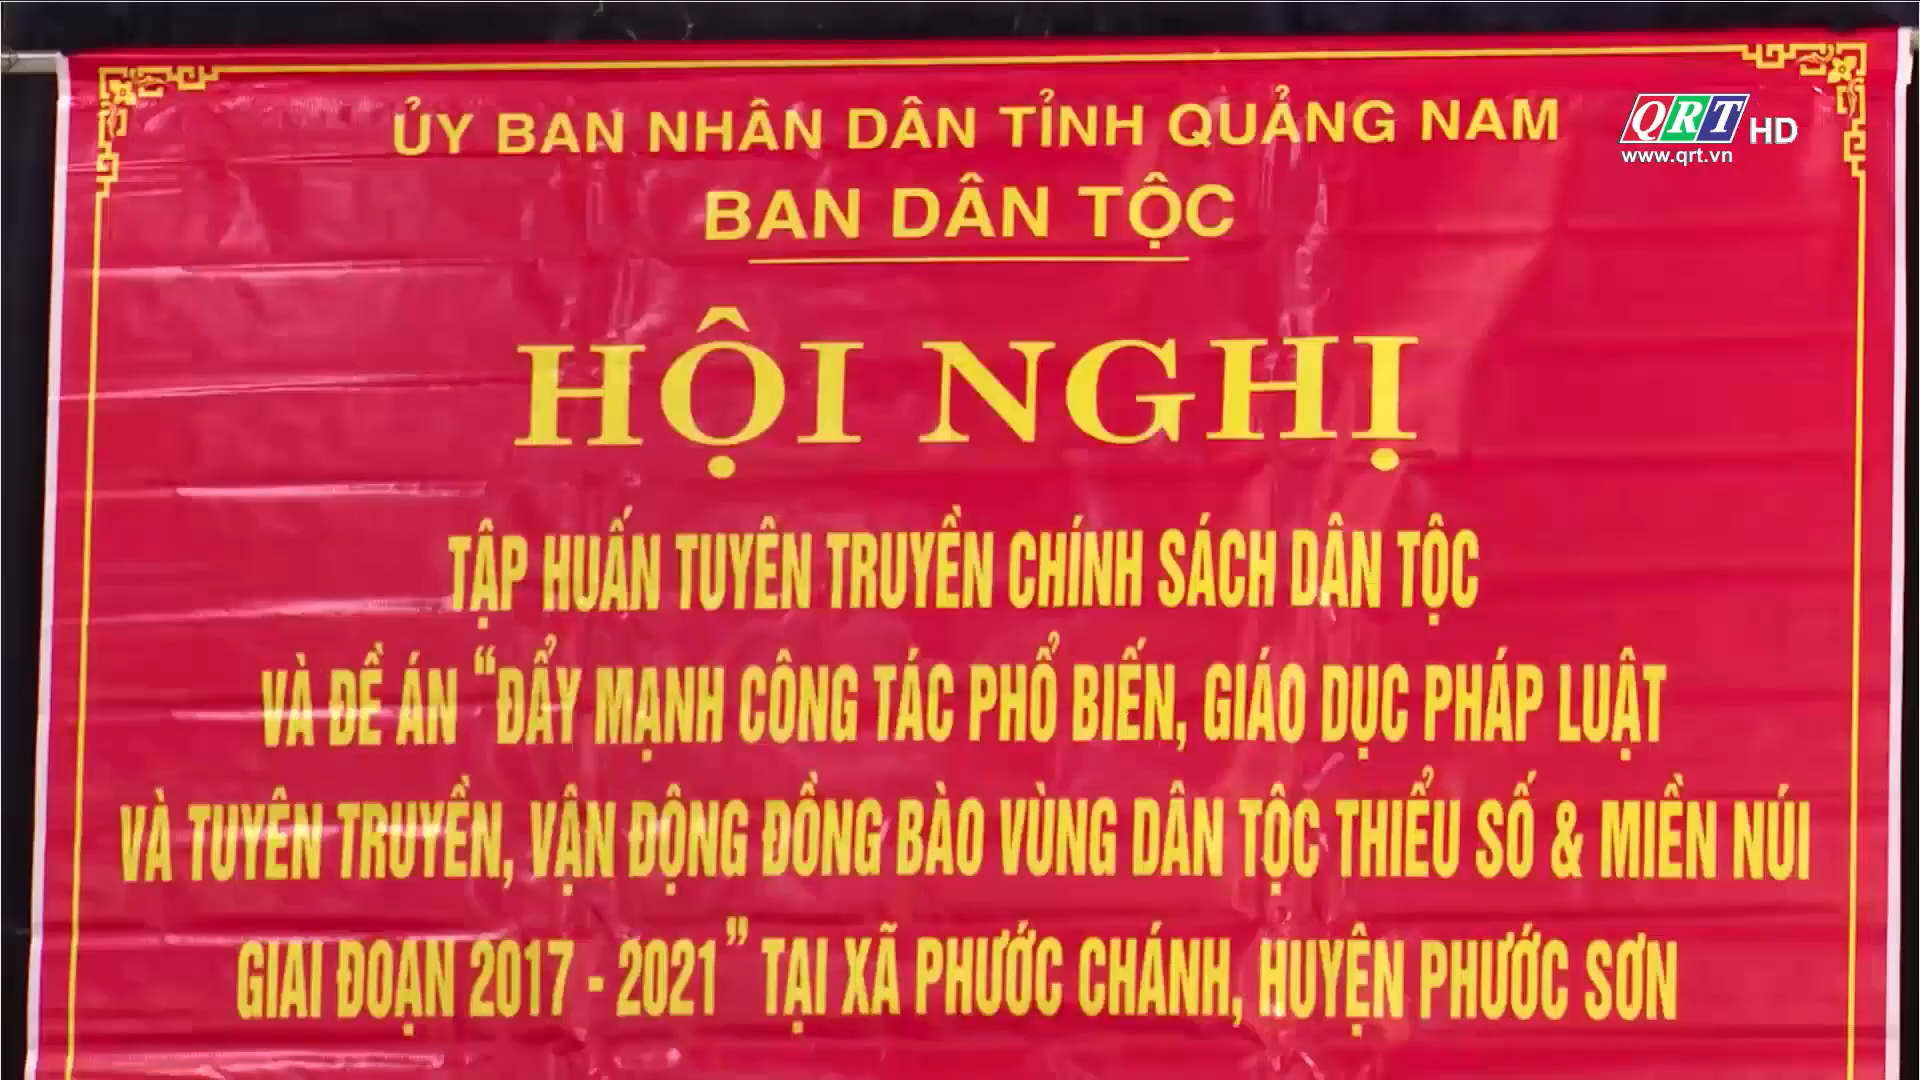 ỦY BAN NHÂN DÂN TỈNH QUẢNG NAM
QRT HD
www.qrt.vn
BAN DÂN TỘC
HỘI NGHỊ
TẬP HUẤN TUYÊN TRUYỀN CHÍNH SÁCH DÂN TỘC
VÀ ĐỀ ÁN “ĐẨY MẠNH CÔNG TÁC PHỔ BIẾN, GIÁO DỤC PHÁP LUẬT
VÀ TUYÊN TRUYỀN, VẬN ĐỘNG ĐỒNG BÀO VÙNG DÂN TỘC THIỂU SỐ & MIỀN NÚI
GIAI ĐOẠN 2017 - 2021” TẠI XÃ PHƯỚC CHÁNH, HUYỆN PHƯỚC SƠN